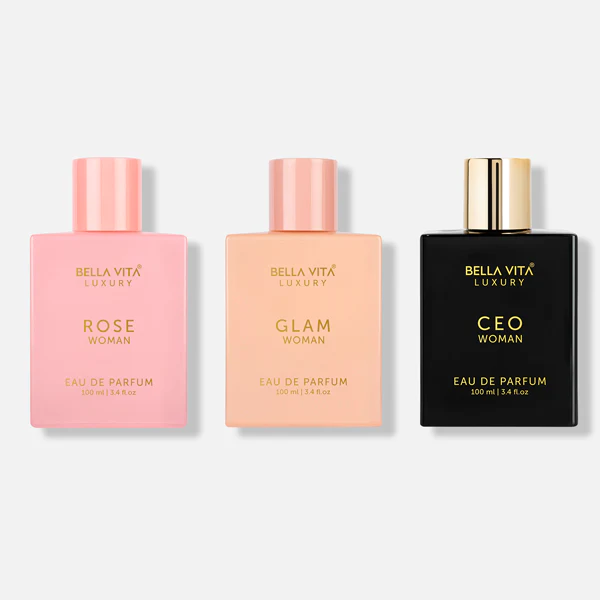 BELLA VITA®
LUXURY
ROSE
WOMAN
EAU DE PARFUM
100 ml | 3.4 fl.oz
BELLA VITA®
LUXURY
GLAM
WOMAN
EAU DE PARFUM
100 ml | 3.4 fl.oz
BELLA VITA®
LUXURY
CEO
WOMAN
EAU DE PARFUM
100 ml | 3.4 fl.oz